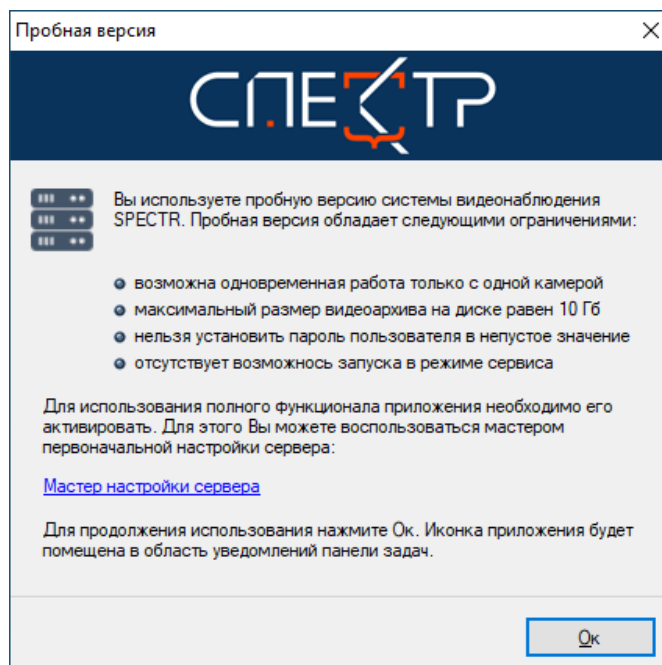 Пробная версия
СПЕКТР
Вы используете пробную версию системы видеонаблюдения
SPECTR. Пробная версия обладает следующими ограничениями:
возможна одновременная работа только с одной камерой
максимальный размер видеоархива на диске равен 10 Гб
нельзя установить пароль пользователя в непустое значение
отсутствует возможнось запуска в режиме сервиса
Для использования полного функционала приложения необходимо его
активировать. Для этого Вы можете воспользоваться мастером
первоначальной настройки сервера:
Мастер настройки сервера
Для продолжения использования нажмите Ок. Иконка приложения будет
помещена в область уведомлений панели задач.
Ок